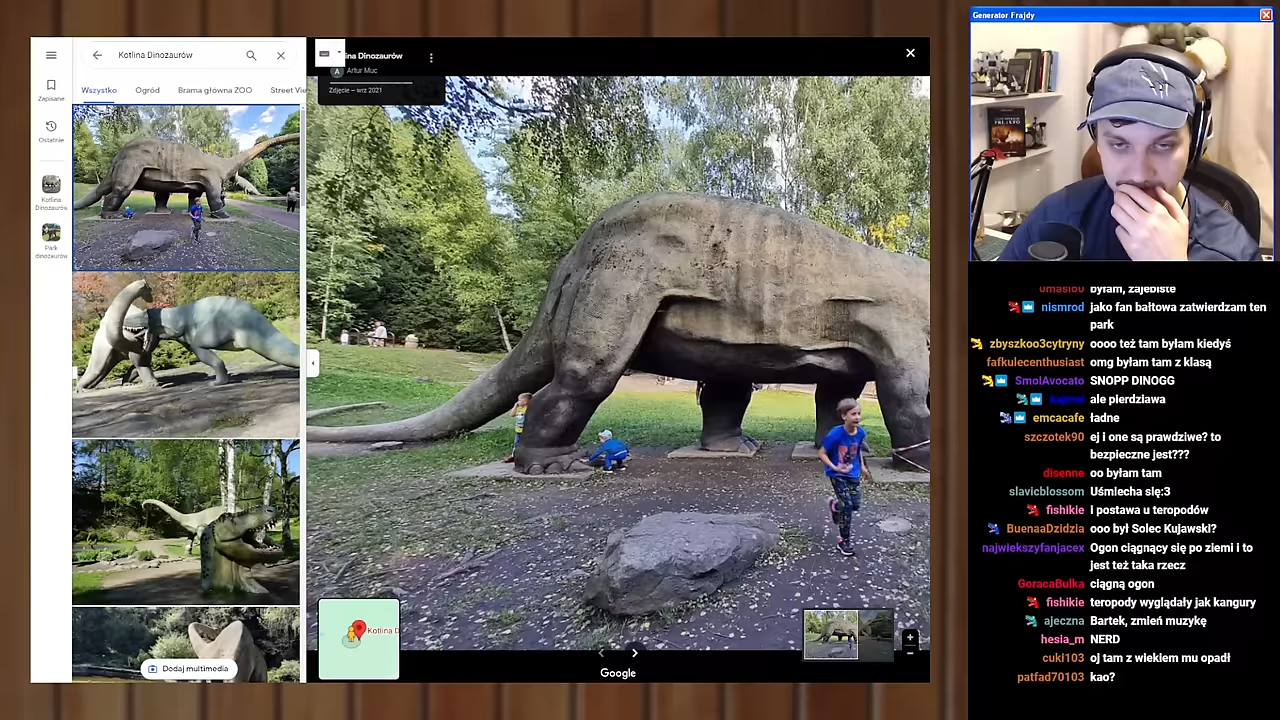 Generator Frajdy
Kotlina Dinozaurów
Zapisane
Wszystko Ogród Brama główna ZOO Street Vie
Ostatnie
Kotlina
Dinozaurów
Park
dinozaurów
ina Dinozaurów
A Artur Muc
Zdjęcie – wrz 2021
Dodaj multimedia
Kotlina D
Google
byłam, zajebiste
nismrod jako fan bałtowa zatwierdzam ten
park
zbyszkoo3cytryny oooo też tam byłam kiedyś
fafkulecenthusiast omg byłam tam z klasą
SmolAvocato SNOPP DINOGG
ale pierdziawa
emcacafe ładne
szczotek90 ej i one są prawdziwe? to
bezpieczne jest???
disenne oo byłam tam
slavicblossom Uśmiecha się:3
fishikie I postawa u teropodów
BuenaaDzidzia ooo był Solec Kujawski?
najwiekszyfanjacex Ogon ciągnący się po ziemi i to
jest też taka rzecz
GoracaBulka ciągną ogon
fishikie teropody wyglądały jak kangury
ajeczna Bartek, zmień muzykę
hesia_m NERD
cuki103 oj tam z wiekiem mu opadł
patfad70103 kao?